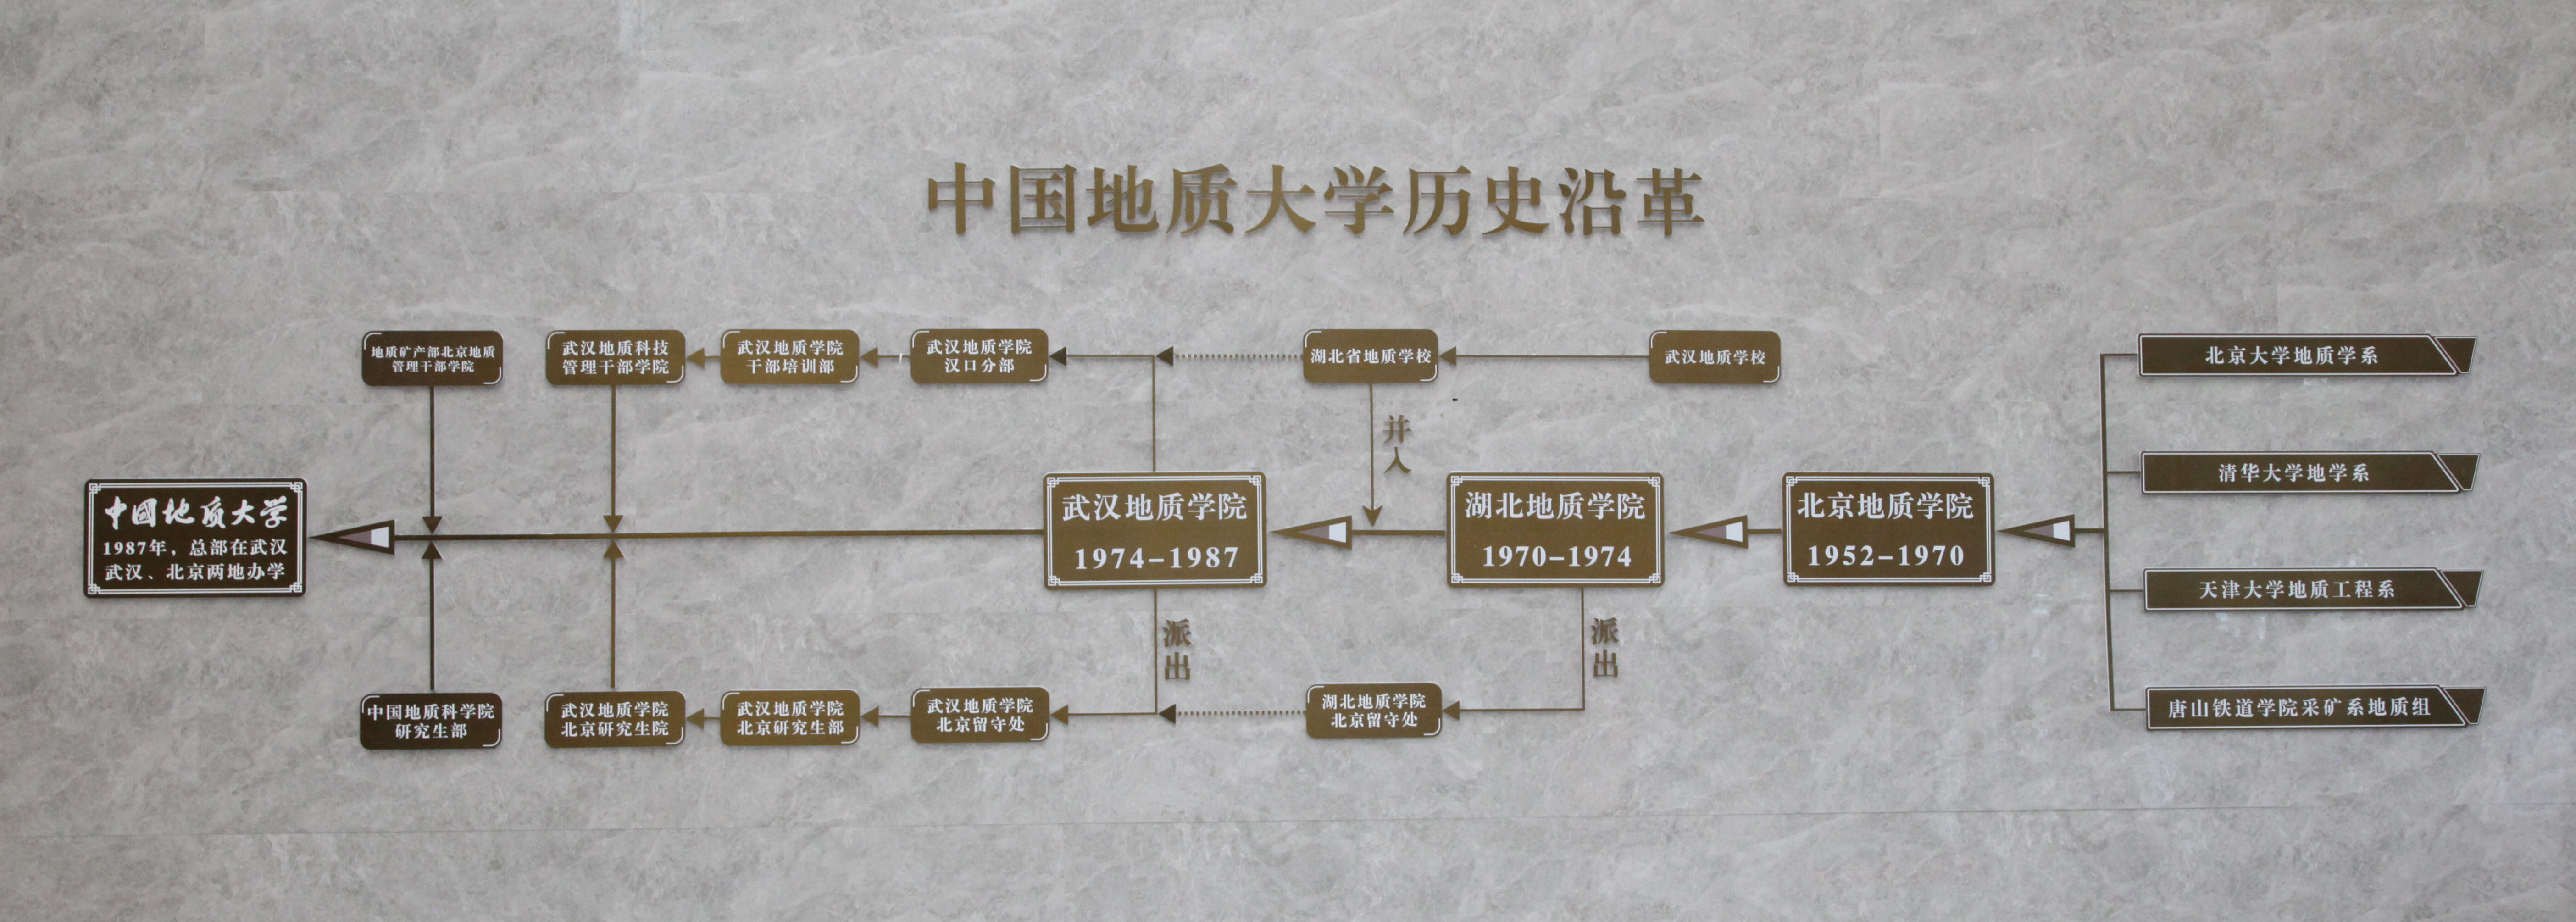 中国地质大学历史沿革
地质矿产部北京地质
管理干部学院
武汉地质科技
管理干部学院
武汉地质学院
干部培训部
武汉地质学院
汉口分部
湖北省地质学校
武汉地质学校
北京大学地质学系
并入
清华大学地学系
中国地质大学
1987年，总部在武汉
武汉、北京两地办学
武汉地质学院
1974-1987
湖北地质学院
1970-1974
北京地质学院
1952-1970
天津大学地质工程系
派出
派出
中国地质科学院
研究生部
武汉地质学院
北京研究生院
武汉地质学院
北京研究生部
武汉地质学院
北京留守处
湖北地质学院
北京留守处
唐山铁道学院采矿系地质组